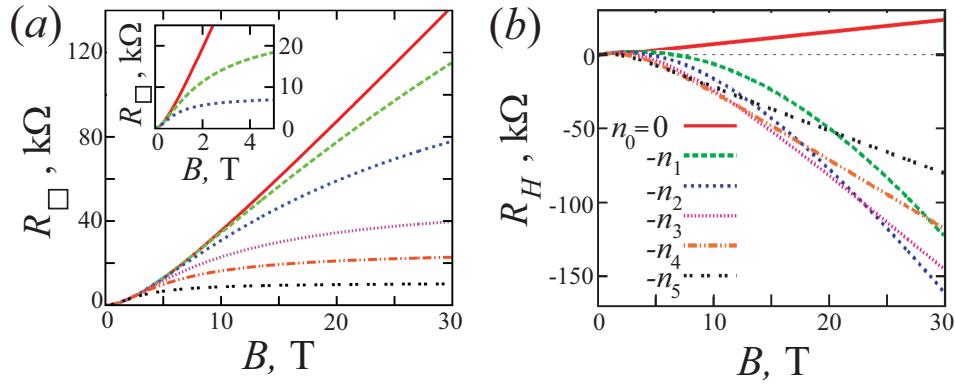 (a)
120
80
40
0
R□, kΩ
0
10
20
30
B, T
R□, kΩ
20
10
0
0
2
4
B, T
(b)
0
-50
-100
-150
R_H, kΩ
n₀=0
-n₁
-n₂
-n₃
-n₄
-n₅
0
10
20
30
B, T